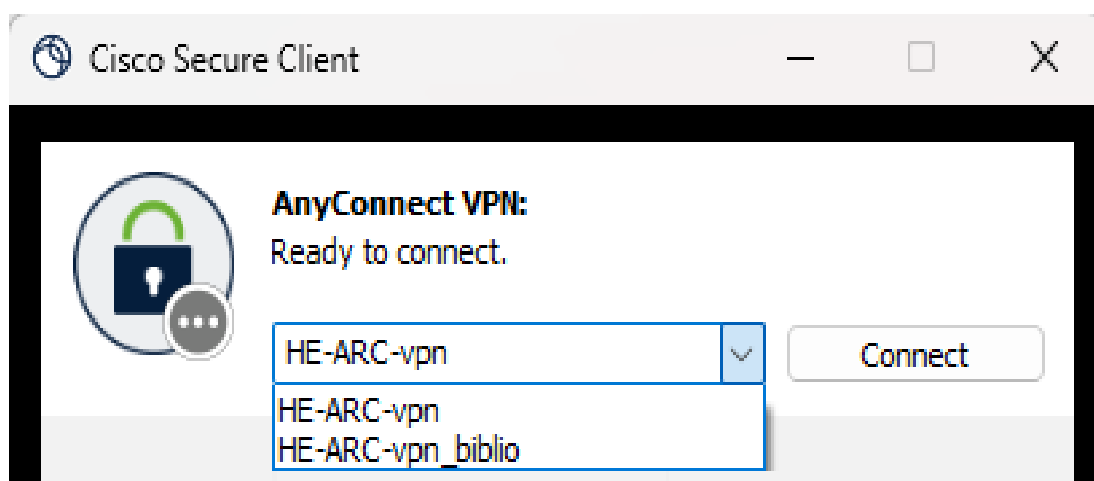 Cisco Secure Client
AnyConnect VPN:
Ready to connect.
HE-ARC-vpn
Connect
HE-ARC-vpn
HE-ARC-vpn_biblio